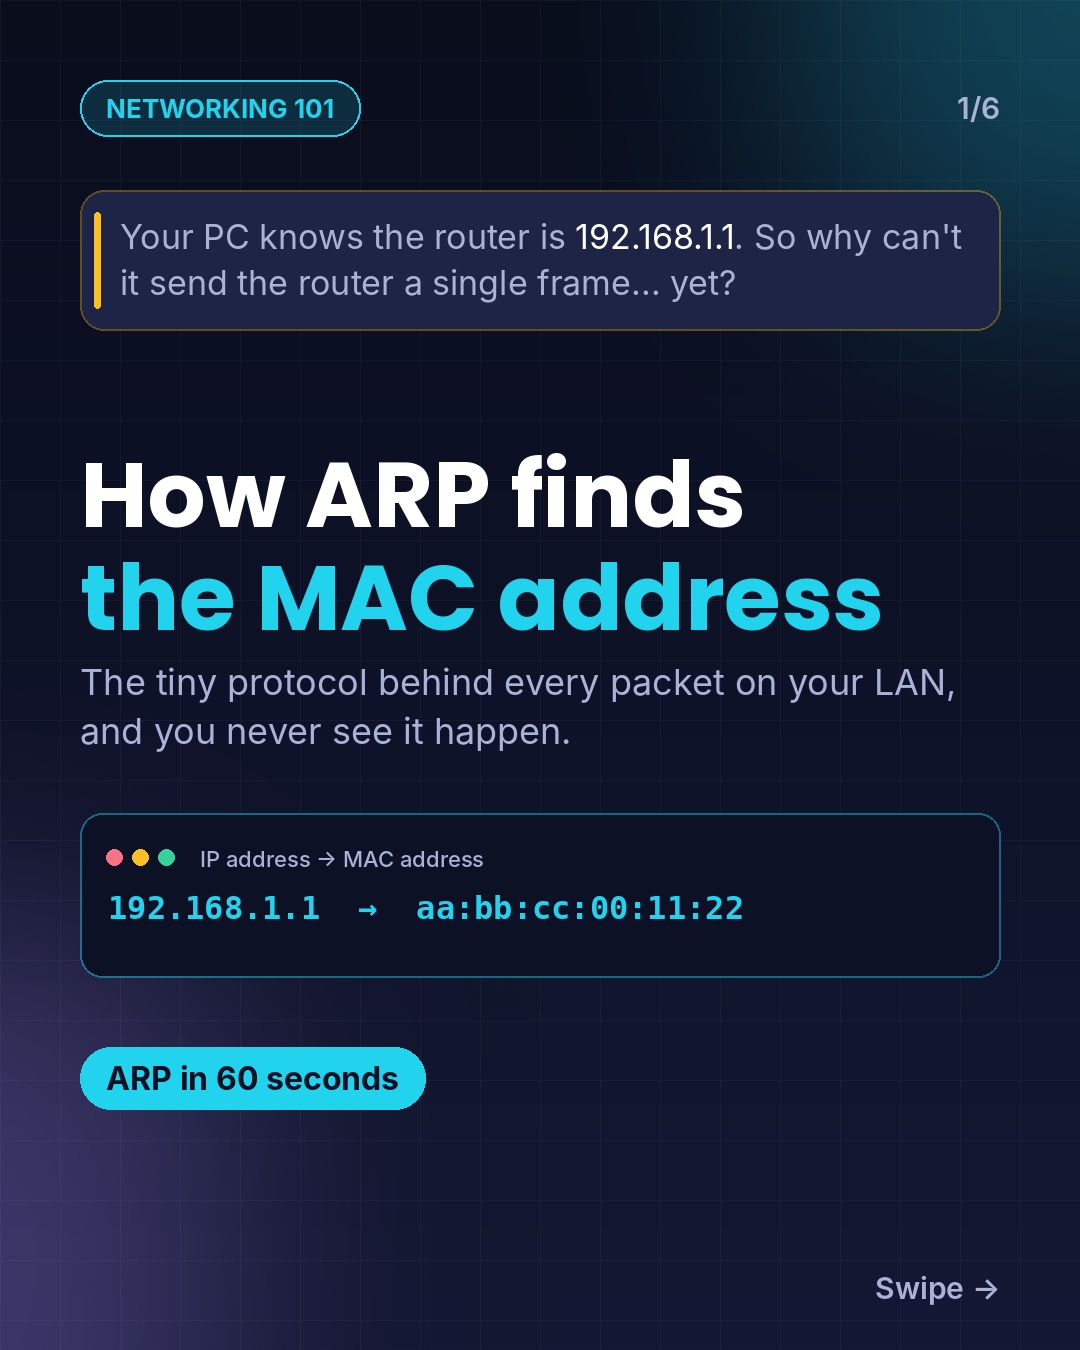 NETWORKING 101
1/6
Your PC knows the router is 192.168.1.1. So why can't
it send the router a single frame... yet?
How ARP finds
the MAC address
The tiny protocol behind every packet on your LAN,
and you never see it happen.
IP address → MAC address
192.168.1.1 → aa:bb:cc:00:11:22
ARP in 60 seconds
Swipe →